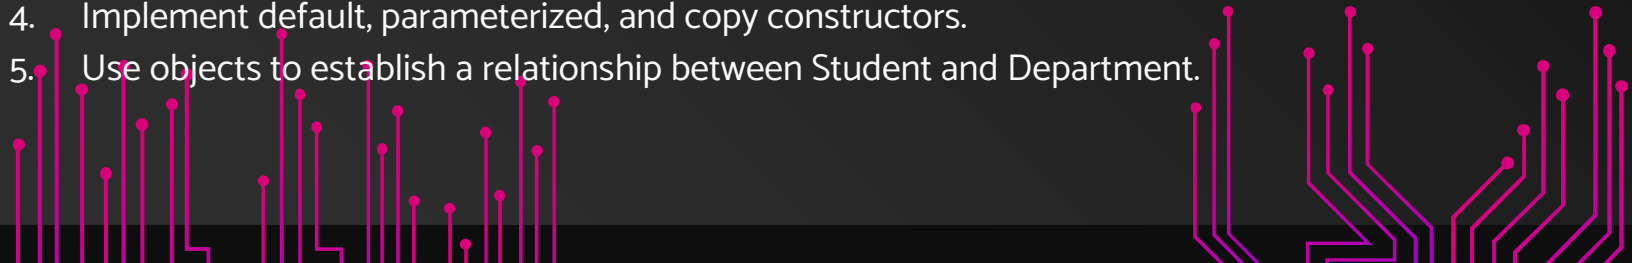 4. Implement default, parameterized, and copy constructors.
5. Use objects to establish a relationship between Student and Department.